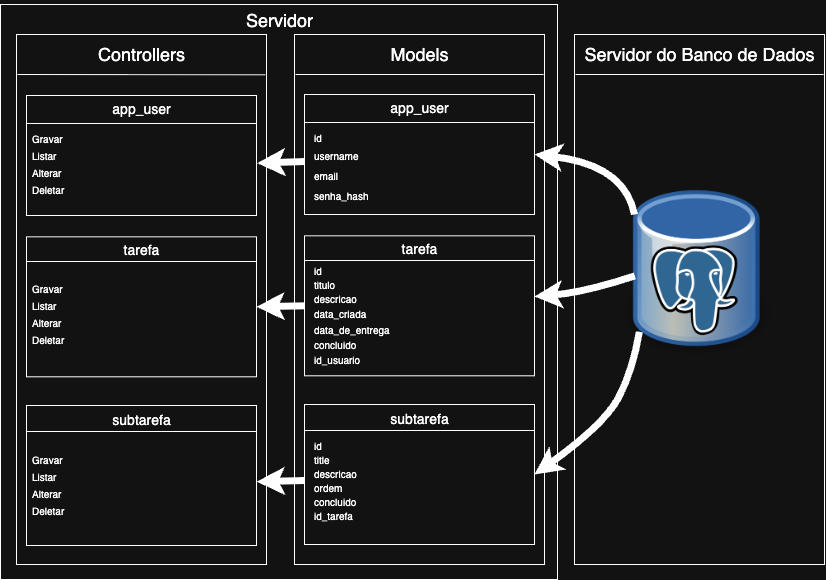 Servidor
Controllers
app_user
Gravar
Listar
Alterar
Deletar
tarefa
Gravar
Listar
Alterar
Deletar
subtarefa
Gravar
Listar
Alterar
Deletar
Models
app_user
id
username
email
senha_hash
tarefa
id
titulo
descricao
data_criada
data_de_entrega
concluido
id_usuario
subtarefa
id
title
descricao
ordem
concluido
id_tarefa
Servidor do Banco de Dados